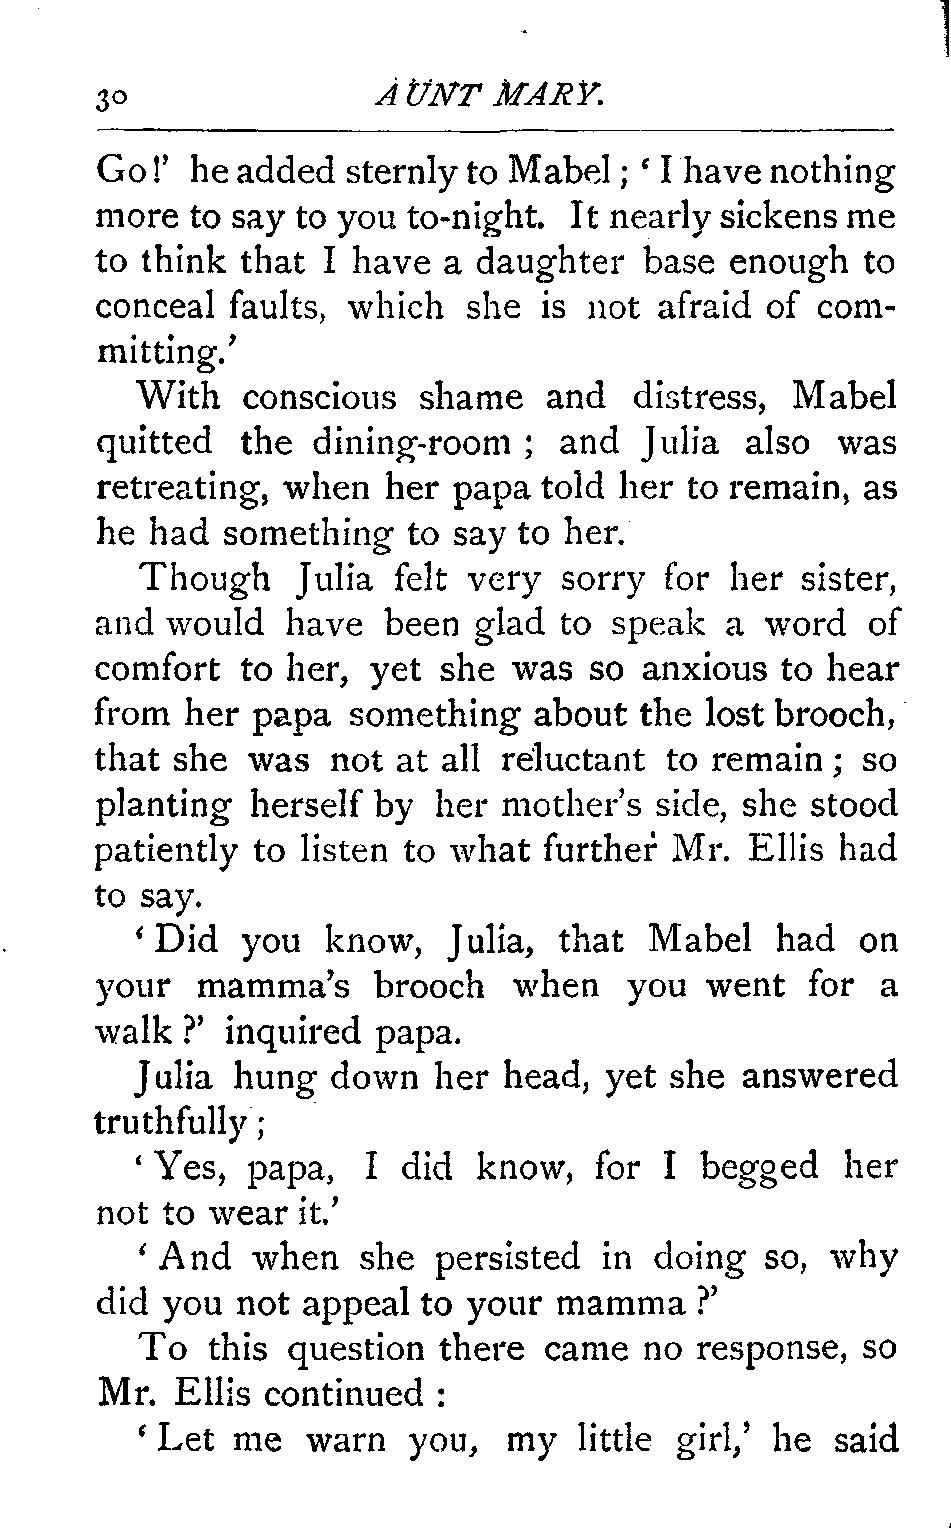 30 AUNT MARY.
Go!’ he added sternly to Mabel; ‘I have nothing
more to say to you to-night. It nearly sickens me
to think that I have a daughter base enough to
conceal faults, which she is not afraid of com-
mitting.’
With conscious shame and distress, Mabel
quitted the dining-room; and Julia also was
retreating, when her papa told her to remain, as
he had something to say to her.
Though Julia felt very sorry for her sister,
and would have been glad to speak a word of
comfort to her, yet she was so anxious to hear
from her papa something about the lost brooch,
that she was not at all reluctant to remain; so
planting herself by her mother’s side, she stood
patiently to listen to what further Mr. Ellis had
to say.
‘Did you know, Julia, that Mabel had on
your mamma’s brooch when you went for a
walk?’ inquired papa.
Julia hung down her head, yet she answered
truthfully;
‘Yes, papa, I did know, for I begged her
not to wear it.’
‘And when she persisted in doing so, why
did you not appeal to your mamma?’
To this question there came no response, so
Mr. Ellis continued:
‘Let me warn you, my little girl,’ he said